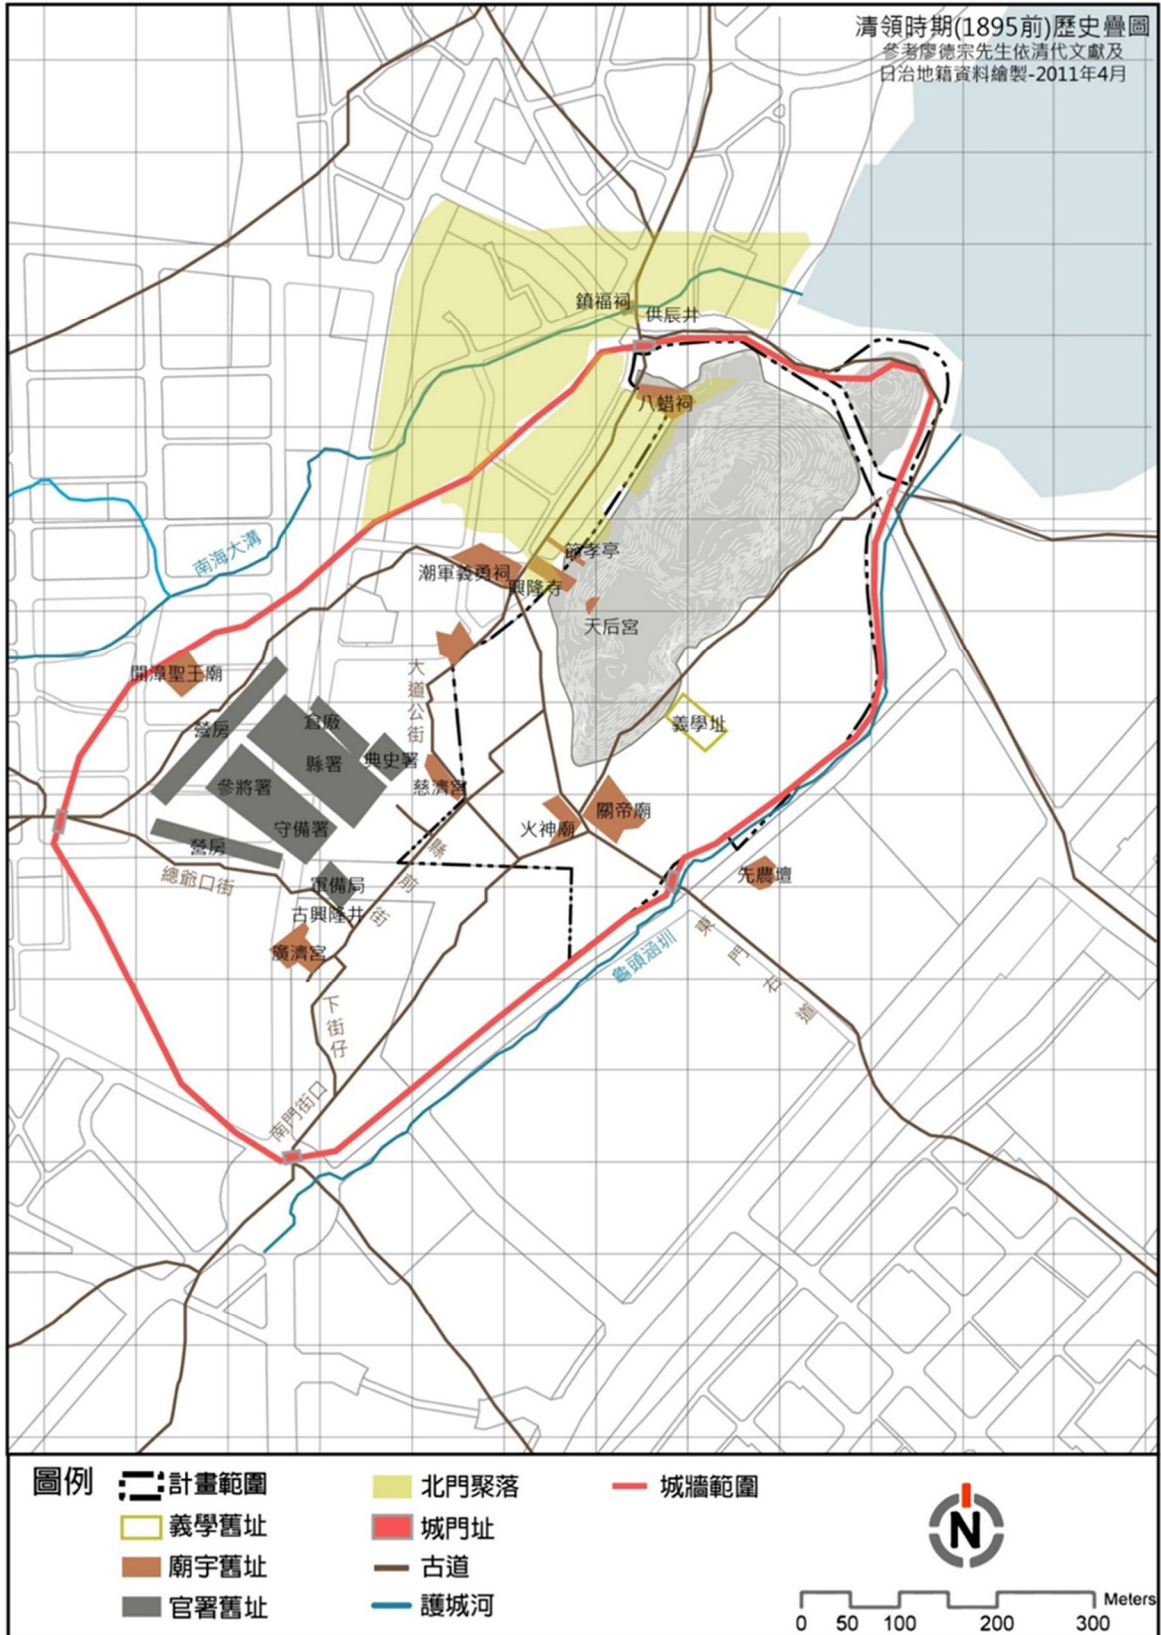 清領時期(1895前)歷史疊圖
參考廖德宗先生依清代文獻及
日治地籍資料繪製-2011年4月
鎮福祠
供辰井
八蜡祠
南海大溝
節孝亭
潮軍義勇祠
興隆寺
天后宮
開漳聖王廟
大道公街
義學址
營房
倉廒
縣署
典史署
參將署
慈濟宮
關帝廟
火神廟
守備署
營房
縣前街
總爺口街
軍備局
先農壇
古興隆井
廣濟宮
東門古道
龜頭涵圳
下街仔
南門街口
圖例
計畫範圍
北門聚落
城牆範圍
義學舊址
城門址
廟宇舊址
古道
官署舊址
護城河
N
Meters
0 50 100 200 300